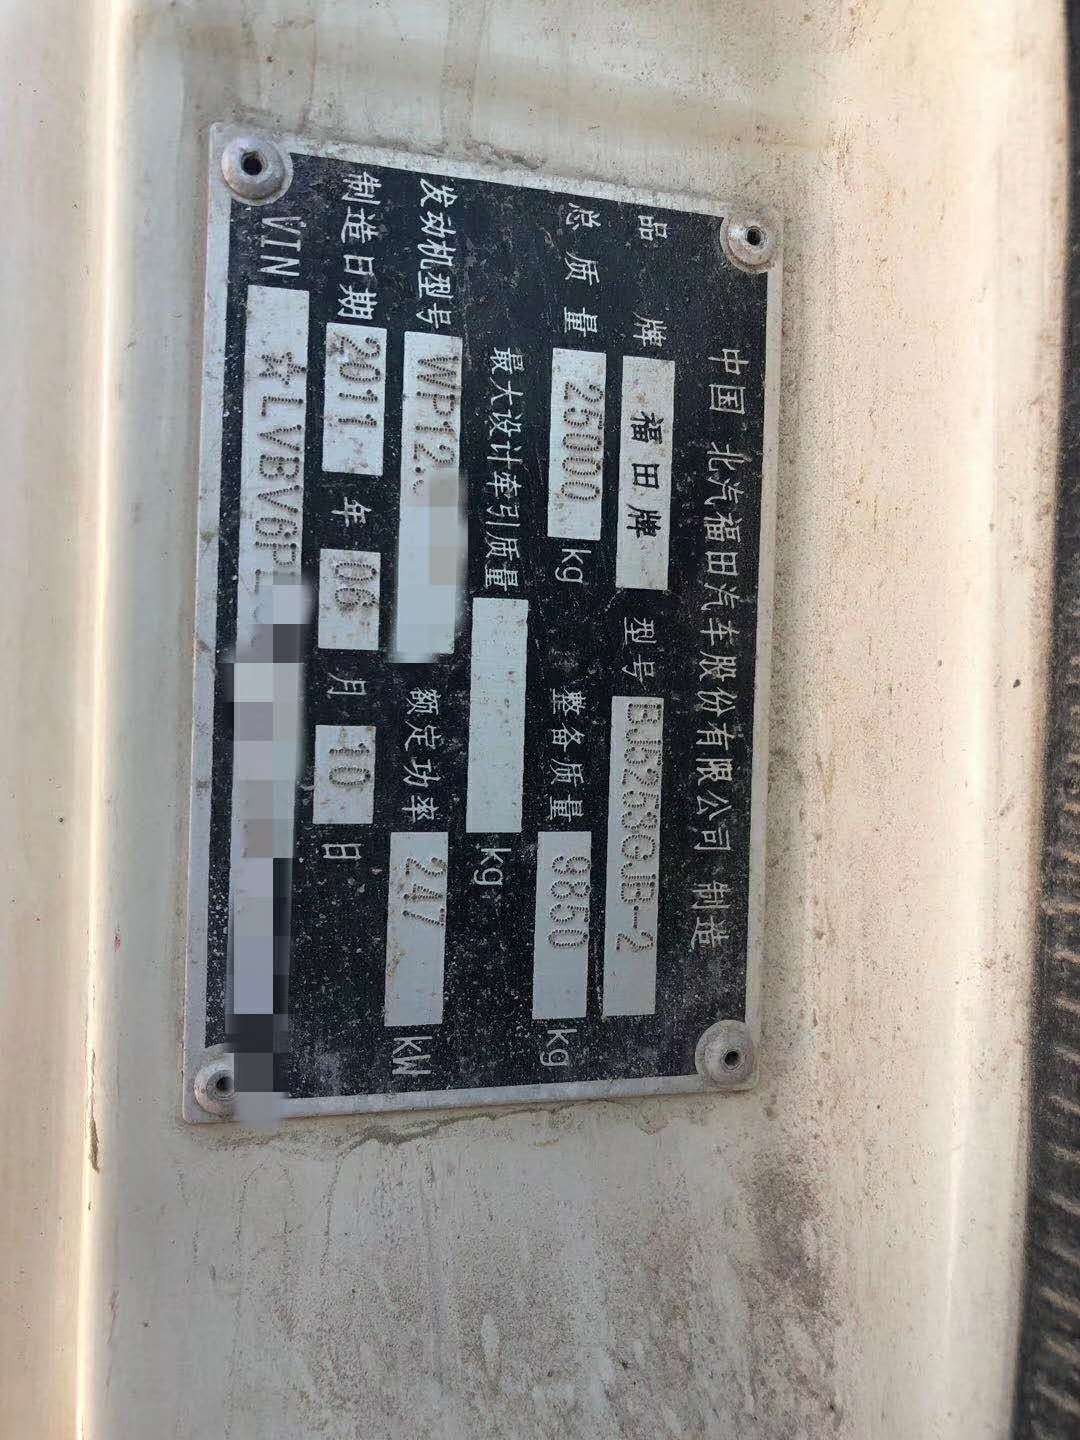 中国 北汽福田汽车股份有限公司 制造
品牌 福田牌 型号 BJ5253GJB-2
总质量 25000 kg 整备质量 9850 kg
最大设计牵引质量 kg
发动机型号 WP12. 额定功率 247 kW
制造日期 2011 年 06 月 10 日
VIN ☆LVBV6P